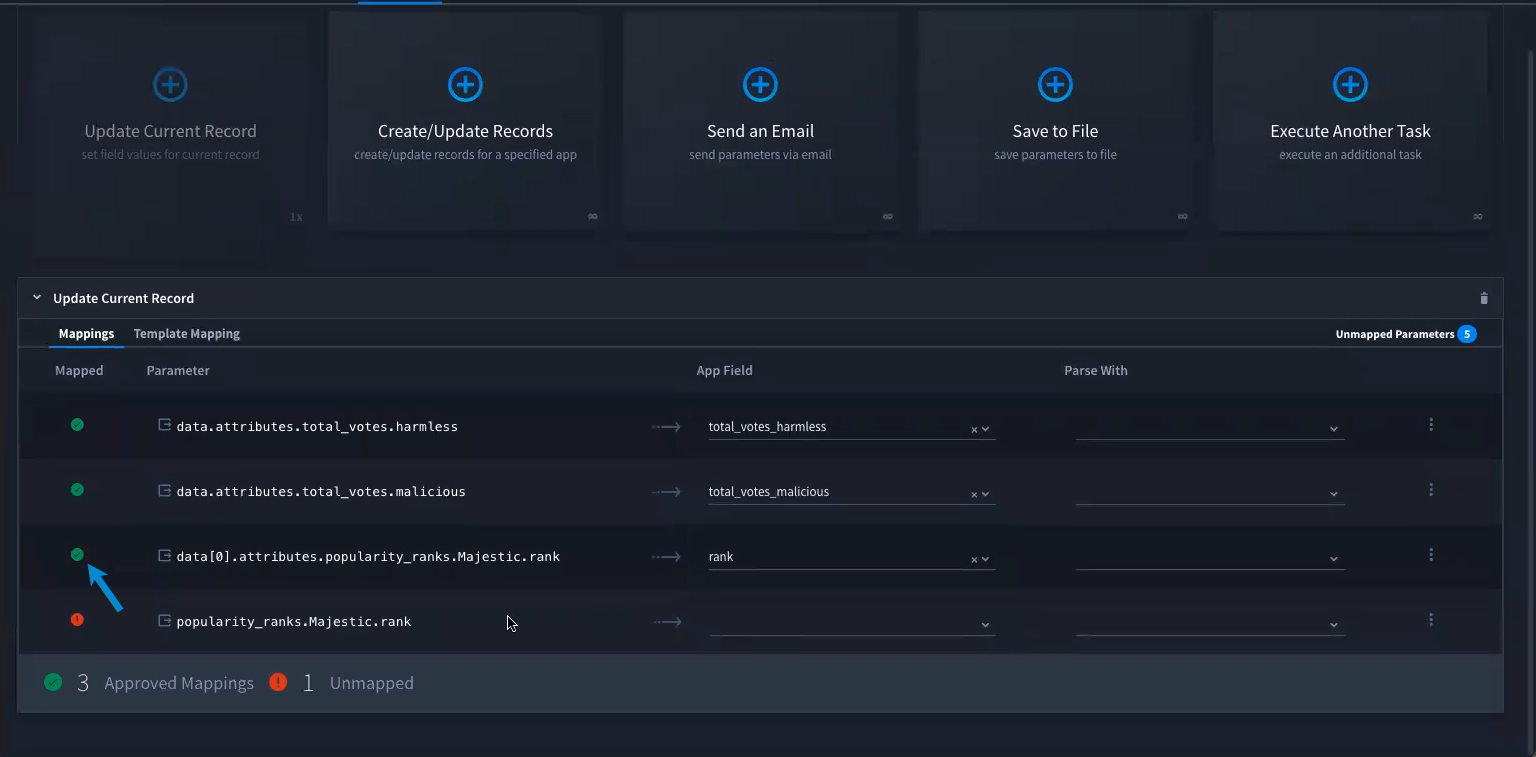 Update Current Record
set field values for current record
1x
Create/Update Records
create/update records for a specified app
∞
Send an Email
send parameters via email
∞
Save to File
save parameters to file
∞
Execute Another Task
execute an additional task
∞
Update Current Record
Mappings Template Mapping Unmapped Parameters 5
Mapped Parameter App Field Parse With
data.attributes.total_votes.harmless total_votes_harmless
data.attributes.total_votes.malicious total_votes_malicious
data[0].attributes.popularity_ranks.Majestic.rank rank
popularity_ranks.Majestic.rank
3 Approved Mappings 1 Unmapped